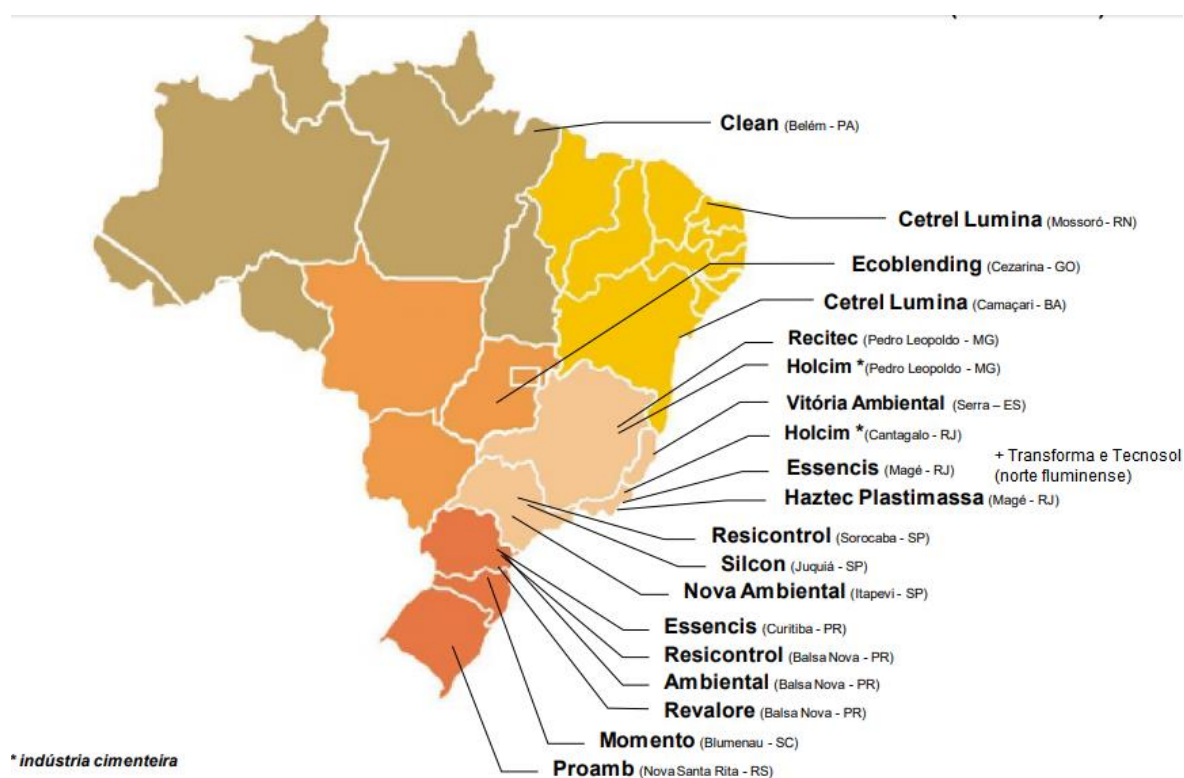 Clean (Belém - PA)
Cetrel Lumina (Mossoró - RN)
Ecoblending (Cezarina - GO)
Cetrel Lumina (Camaçari - BA)
Recitec (Pedro Leopoldo - MG)
Holcim * (Pedro Leopoldo - MG)
Vitória Ambiental (Serra – ES)
Holcim * (Cantagalo - RJ)
+ Transforma e Tecnosol
(norte fluminense)
Essencis (Magé - RJ)
Haztec Plastimassa (Magé - RJ)
Resicontrol (Sorocaba - SP)
Silcon (Juquiá - SP)
Nova Ambiental (Itapevi - SP)
Essencis (Curitiba - PR)
Resicontrol (Balsa Nova - PR)
Ambiental (Balsa Nova - PR)
Revalore (Balsa Nova - PR)
Momento (Blumenau - SC)
* indústria cimenteira
Proamb (Nova Santa Rita - RS)